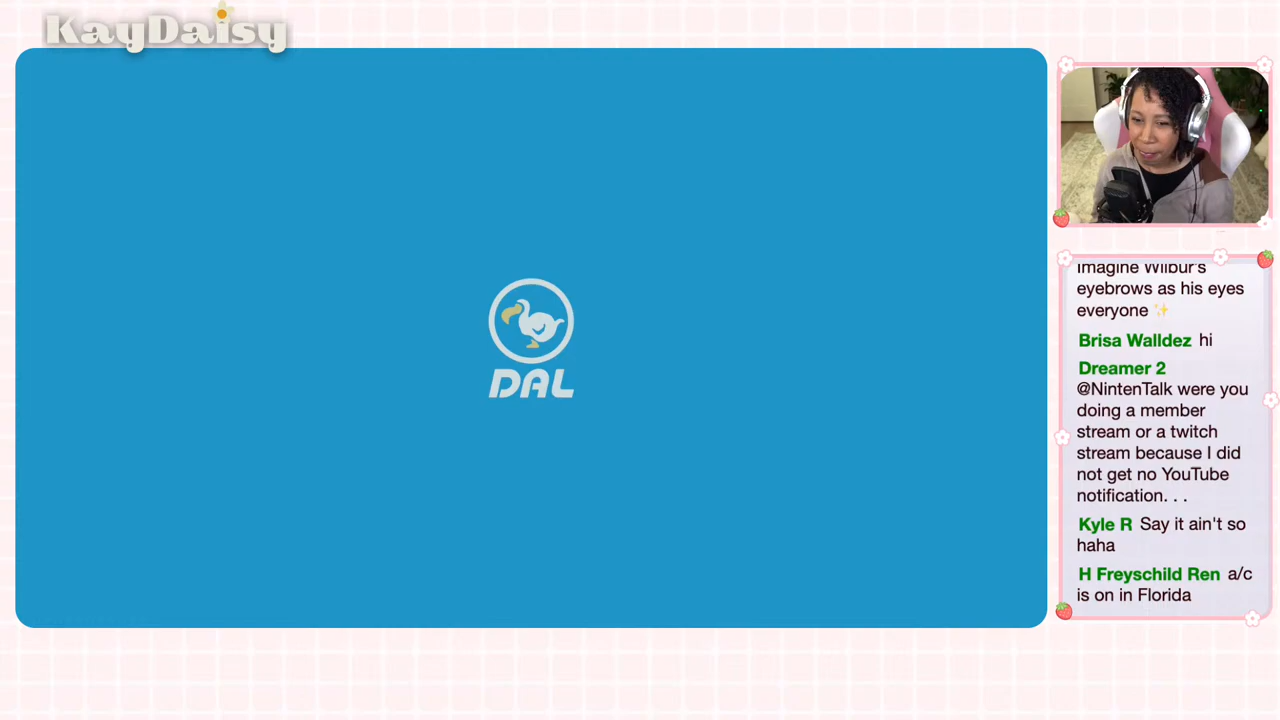 KayDaisy
DAL
Imagine Wilbur's
eyebrows as his eyes
everyone ✨
Brisa Walldez hi
Dreamer 2
@NintenTalk were you
doing a member
stream or a twitch
stream because I did
not get no YouTube
notification. . .
Kyle R Say it ain't so
haha
H Freyschild Ren a/c
is on in Florida